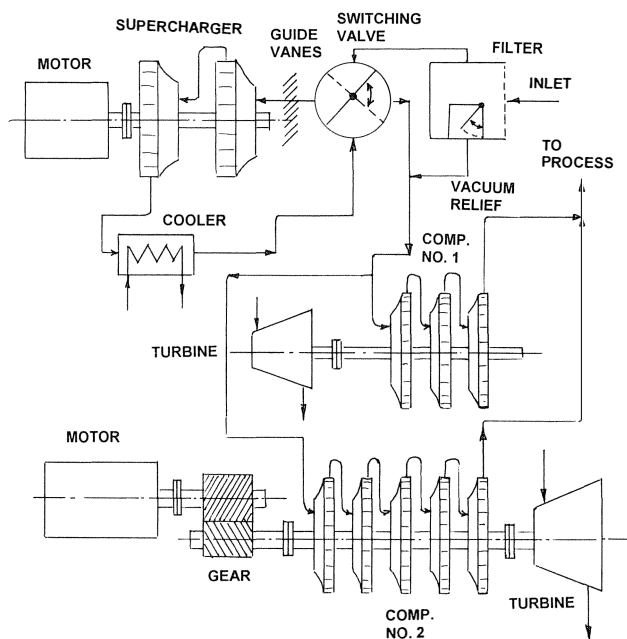 SWITCHING
VALVE
SUPERCHARGER
GUIDE
VANES
FILTER
MOTOR
INLET
TO
PROCESS
VACUUM
RELIEF
COOLER
COMP.
NO. 1
TURBINE
MOTOR
GEAR
TURBINE
COMP.
NO. 2